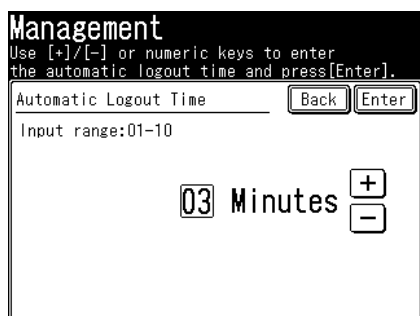 Management
Use [+]/[-] or numeric keys to enter
the automatic logout time and press[Enter].
Automatic Logout Time Back Enter
Input range:01-10
03 Minutes +
-